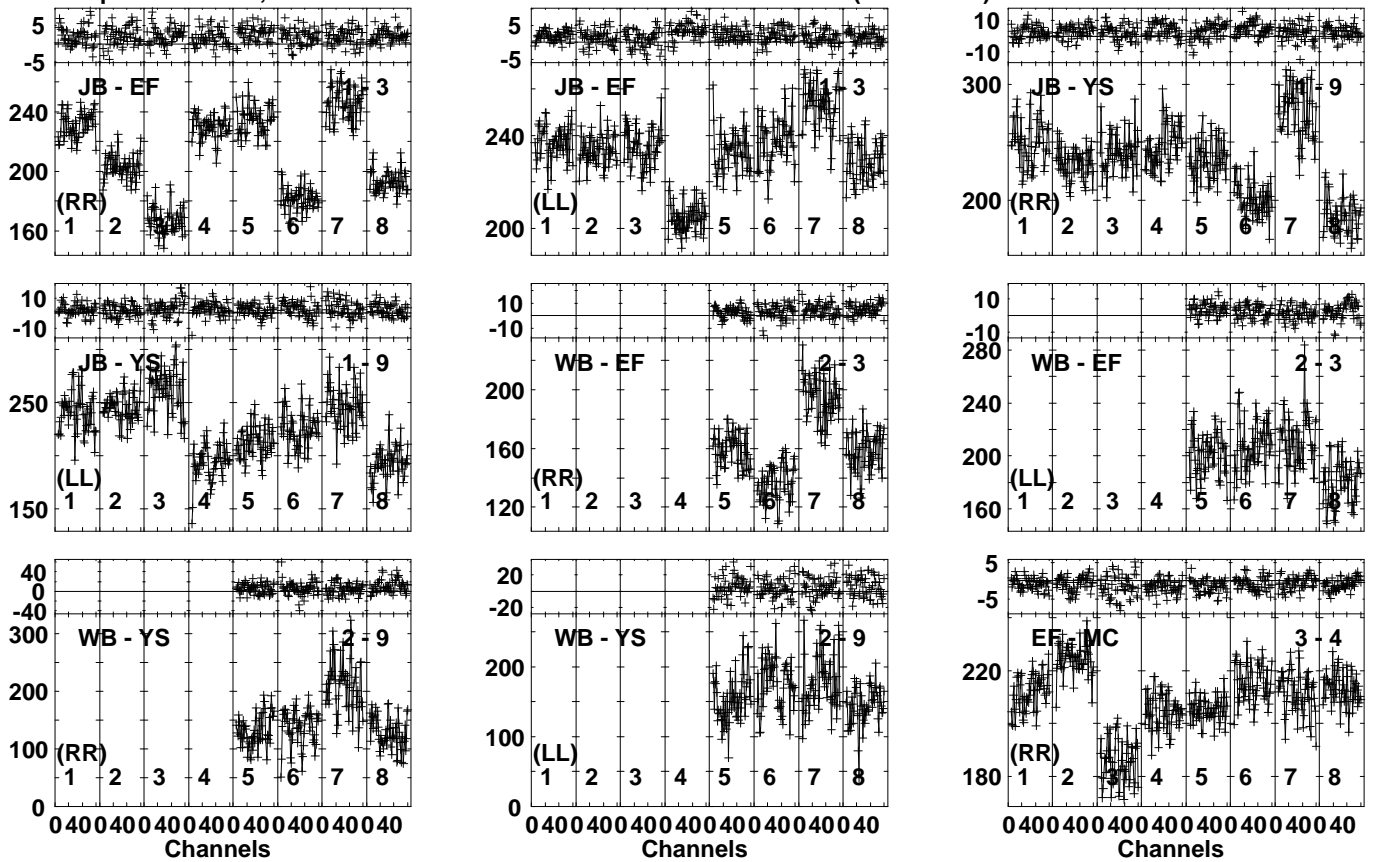 5 5 10
-5 -5 -10
JB - EF 1 - 3 JB - EF 1 - 3 300 JB - YS 1 - 9
240 240
200 200
(RR) (LL) (RR)
160 200
1 2 3 4 5 6 7 8 1 2 3 4 5 6 7 8 1 2 3 4 5 6 7 8
10 10 10
-10 -10 -10
JB - YS 1 - 9 WB - EF 2 - 3 280 WB - EF 2 - 3
250 200 240
160 200
(LL) (RR) (LL)
150 120 160
1 2 3 4 5 6 7 8 1 2 3 4 5 6 7 8 1 2 3 4 5 6 7 8
40 20 5
0
-40 -20 -5
300 WB - YS 2 - 9 WB - YS 2 - 9 EF - MC 3 - 4
200 200 220
100 100
(RR) (LL) (RR)
1 2 3 4 5 6 7 8 1 2 3 4 5 6 7 8 180 1 2 3 4 5 6 7 8
0 0
0 40 0 40 0 40 0 40 0 40 0 40 0 40 0 40 0 40 0 40 0 40 0 40 0 40 0 40 0 40 0 40 0 40 0 40 0 40 0 40 0 40 0 40 0 40 0 40
Channels Channels Channels